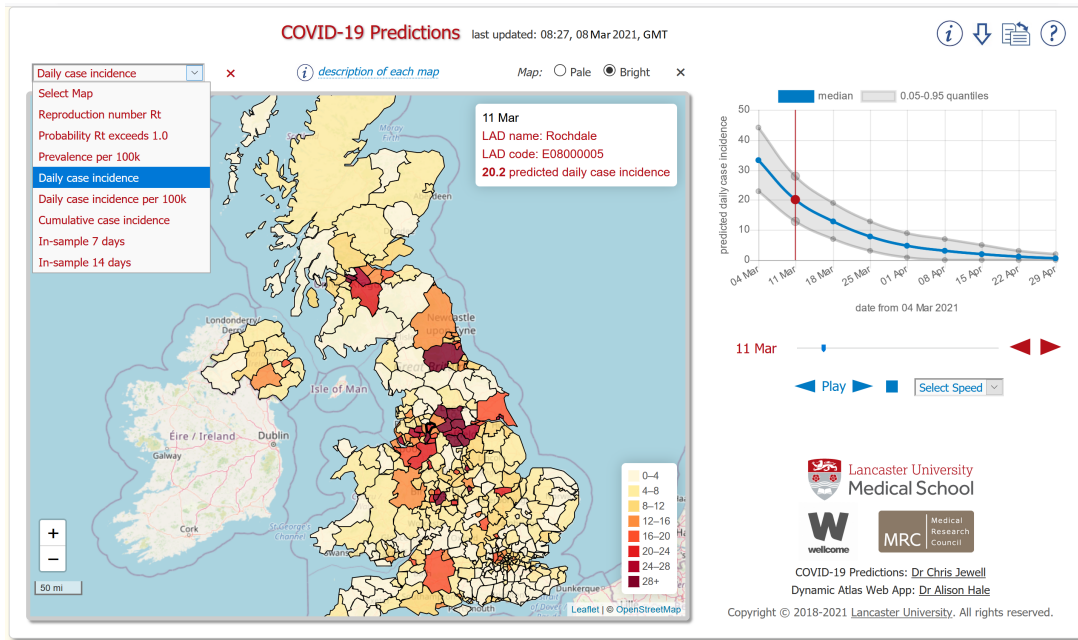 COVID-19 Predictions last updated: 08:27, 08 Mar 2021, GMT
Daily case incidence
description of each map
Map: Pale Bright
Select Map
Reproduction number Rt
Probability Rt exceeds 1.0
Prevalence per 100k
Daily case incidence
Daily case incidence per 100k
Cumulative case incidence
In-sample 7 days
In-sample 14 days
11 Mar
LAD name: Rochdale
LAD code: E08000005
20.2 predicted daily case incidence
Moray
Firth
Londonderry/
Isle of Man
Éire / Ireland
Dublin
Galway
Cork
St George's
Channel
Dunkerque
+
−
50 mi
0–4
4–8
8–12
12–16
16–20
20–24
24–28
28+
Leaflet | © OpenStreetMap
median 0.05-0.95 quantiles
predicted daily case incidence
50
40
30
20
10
0
04 Mar
11 Mar
18 Mar
25 Mar
01 Apr
08 Apr
15 Apr
22 Apr
29 Apr
date from 04 Mar 2021
11 Mar
Play
Select Speed
Lancaster University
Medical School
W
wellcome
MRC
Medical
Research
Council
COVID-19 Predictions: Dr Chris Jewell
Dynamic Atlas Web App: Dr Alison Hale
Copyright © 2018-2021 Lancaster University. All rights reserved.